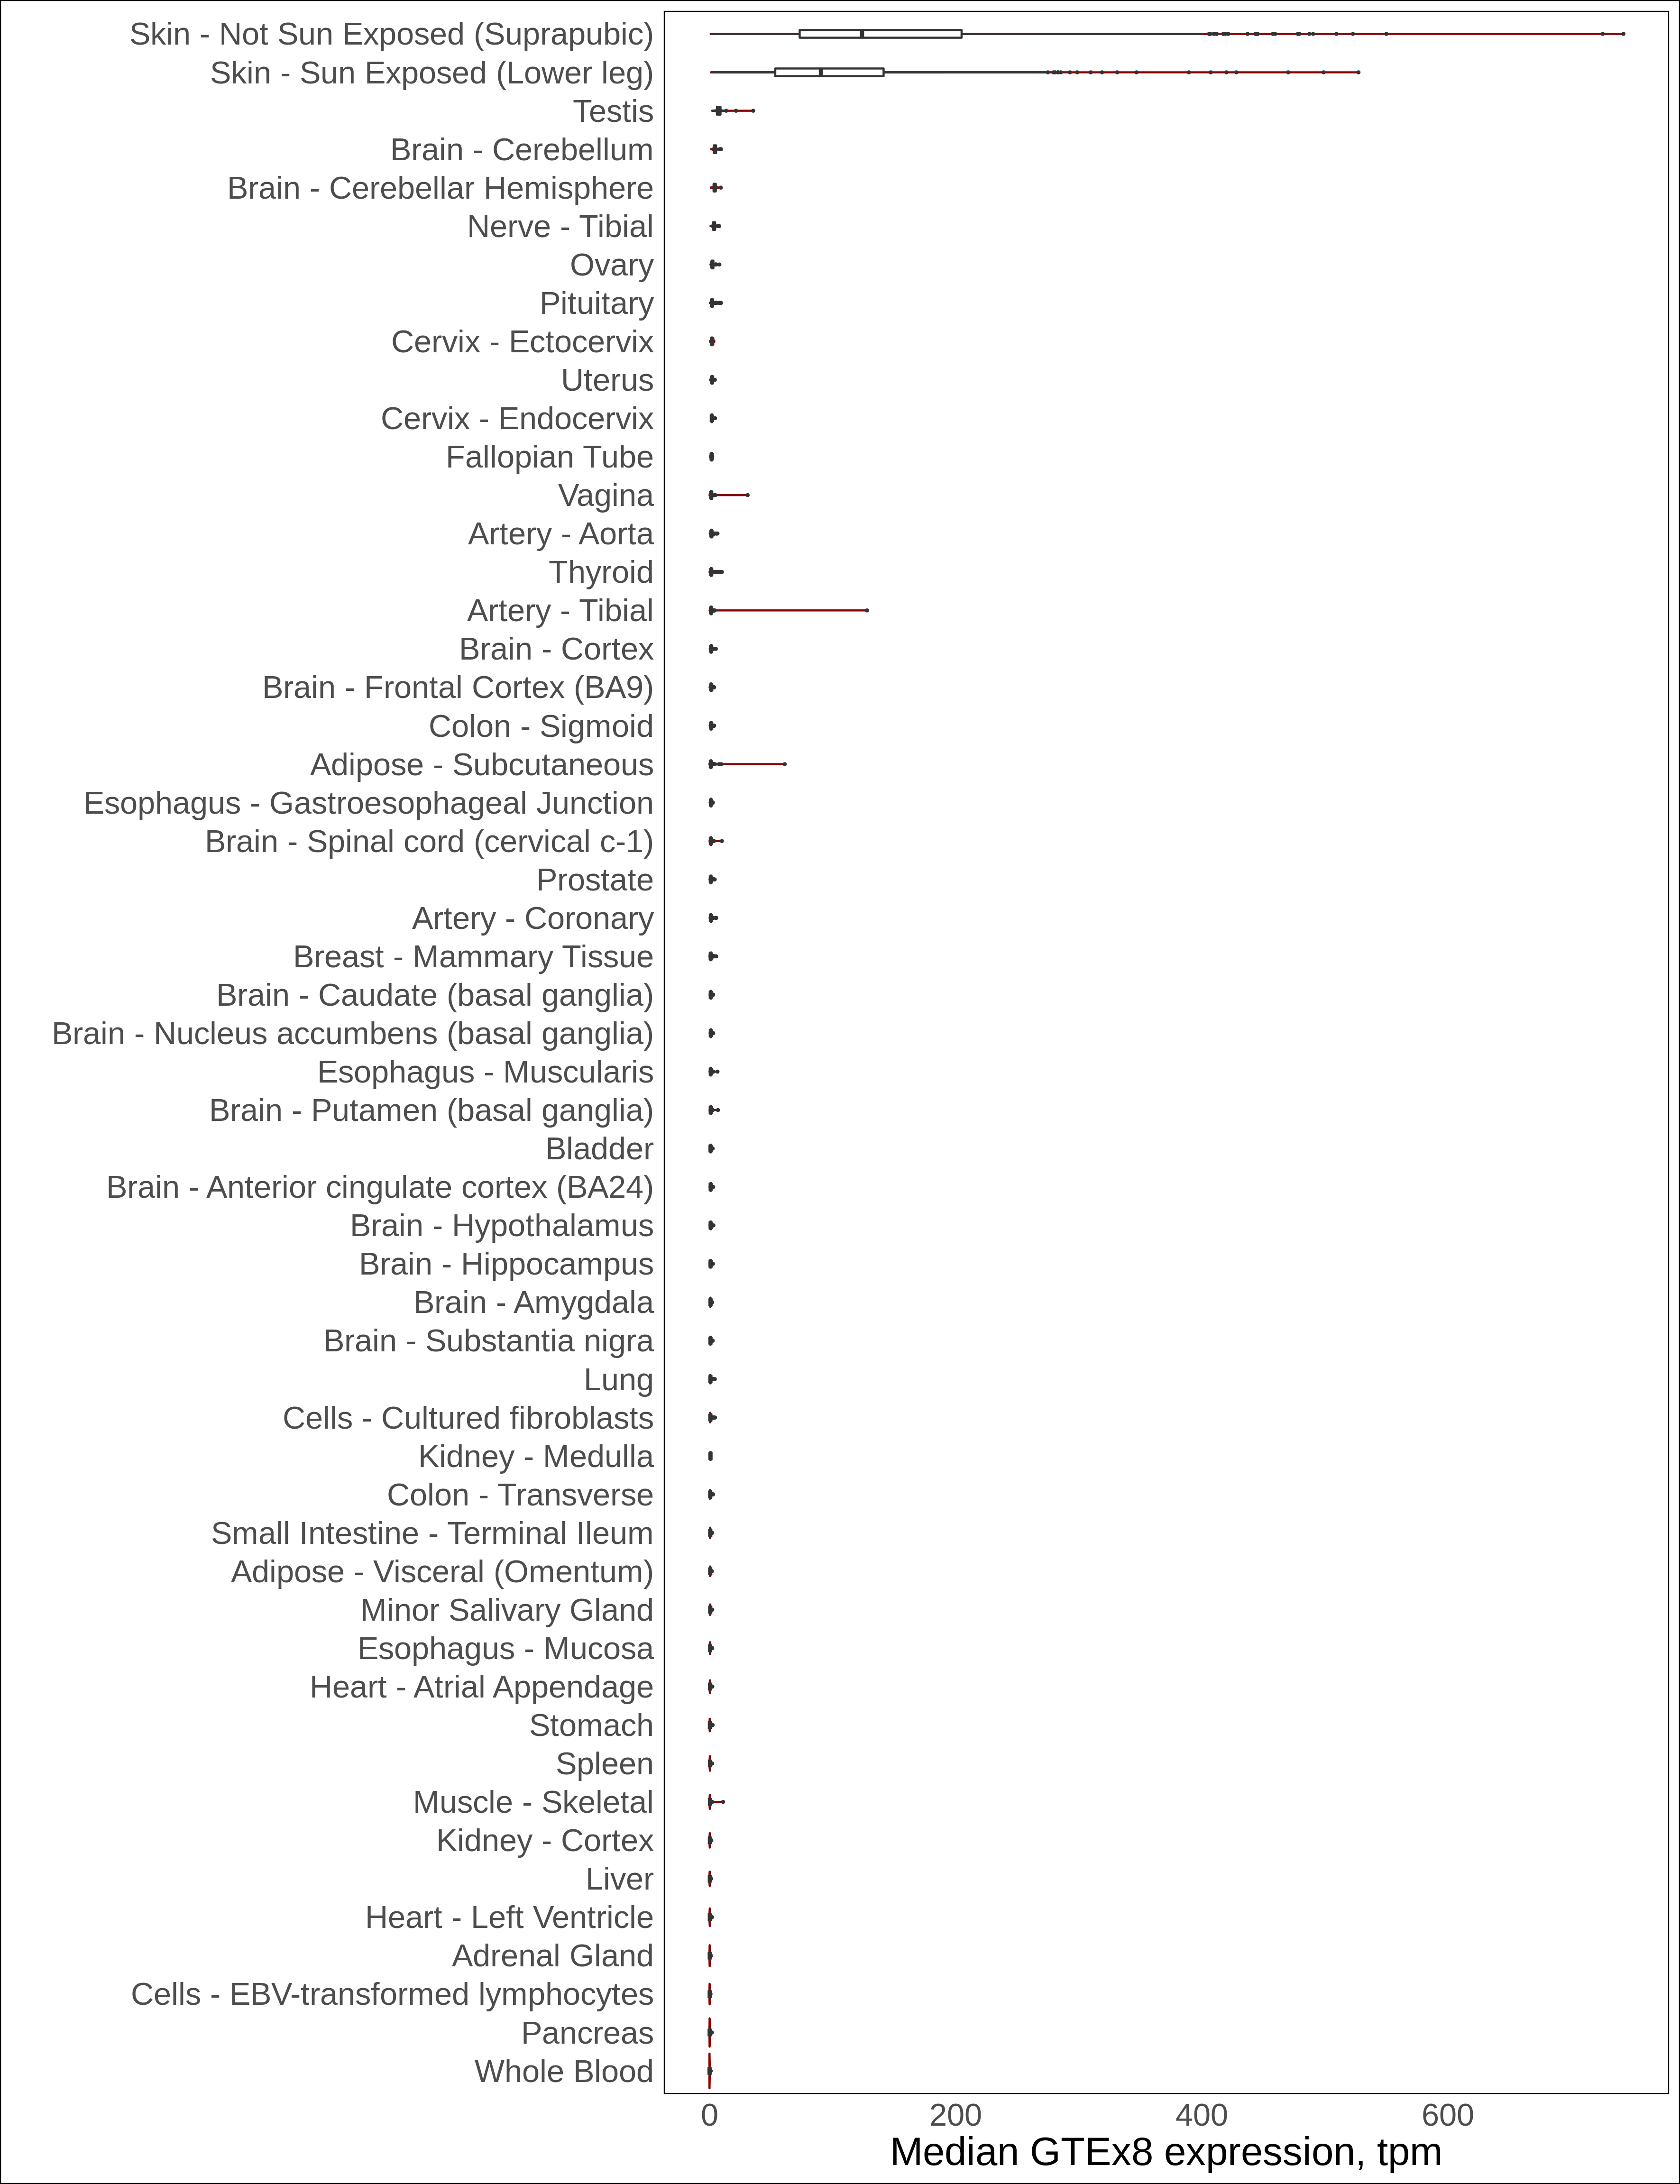 Skin - Not Sun Exposed (Suprapubic)
Skin - Sun Exposed (Lower leg)
Testis
Brain - Cerebellum
Brain - Cerebellar Hemisphere
Nerve - Tibial
Ovary
Pituitary
Cervix - Ectocervix
Uterus
Cervix - Endocervix
Fallopian Tube
Vagina
Artery - Aorta
Thyroid
Artery - Tibial
Brain - Cortex
Brain - Frontal Cortex (BA9)
Colon - Sigmoid
Adipose - Subcutaneous
Esophagus - Gastroesophageal Junction
Brain - Spinal cord (cervical c-1)
Prostate
Artery - Coronary
Breast - Mammary Tissue
Brain - Caudate (basal ganglia)
Brain - Nucleus accumbens (basal ganglia)
Esophagus - Muscularis
Brain - Putamen (basal ganglia)
Bladder
Brain - Anterior cingulate cortex (BA24)
Brain - Hypothalamus
Brain - Hippocampus
Brain - Amygdala
Brain - Substantia nigra
Lung
Cells - Cultured fibroblasts
Kidney - Medulla
Colon - Transverse
Small Intestine - Terminal Ileum
Adipose - Visceral (Omentum)
Minor Salivary Gland
Esophagus - Mucosa
Heart - Atrial Appendage
Stomach
Spleen
Muscle - Skeletal
Kidney - Cortex
Liver
Heart - Left Ventricle
Adrenal Gland
Cells - EBV-transformed lymphocytes
Pancreas
Whole Blood
0 200 400 600
Median GTEx8 expression, tpm